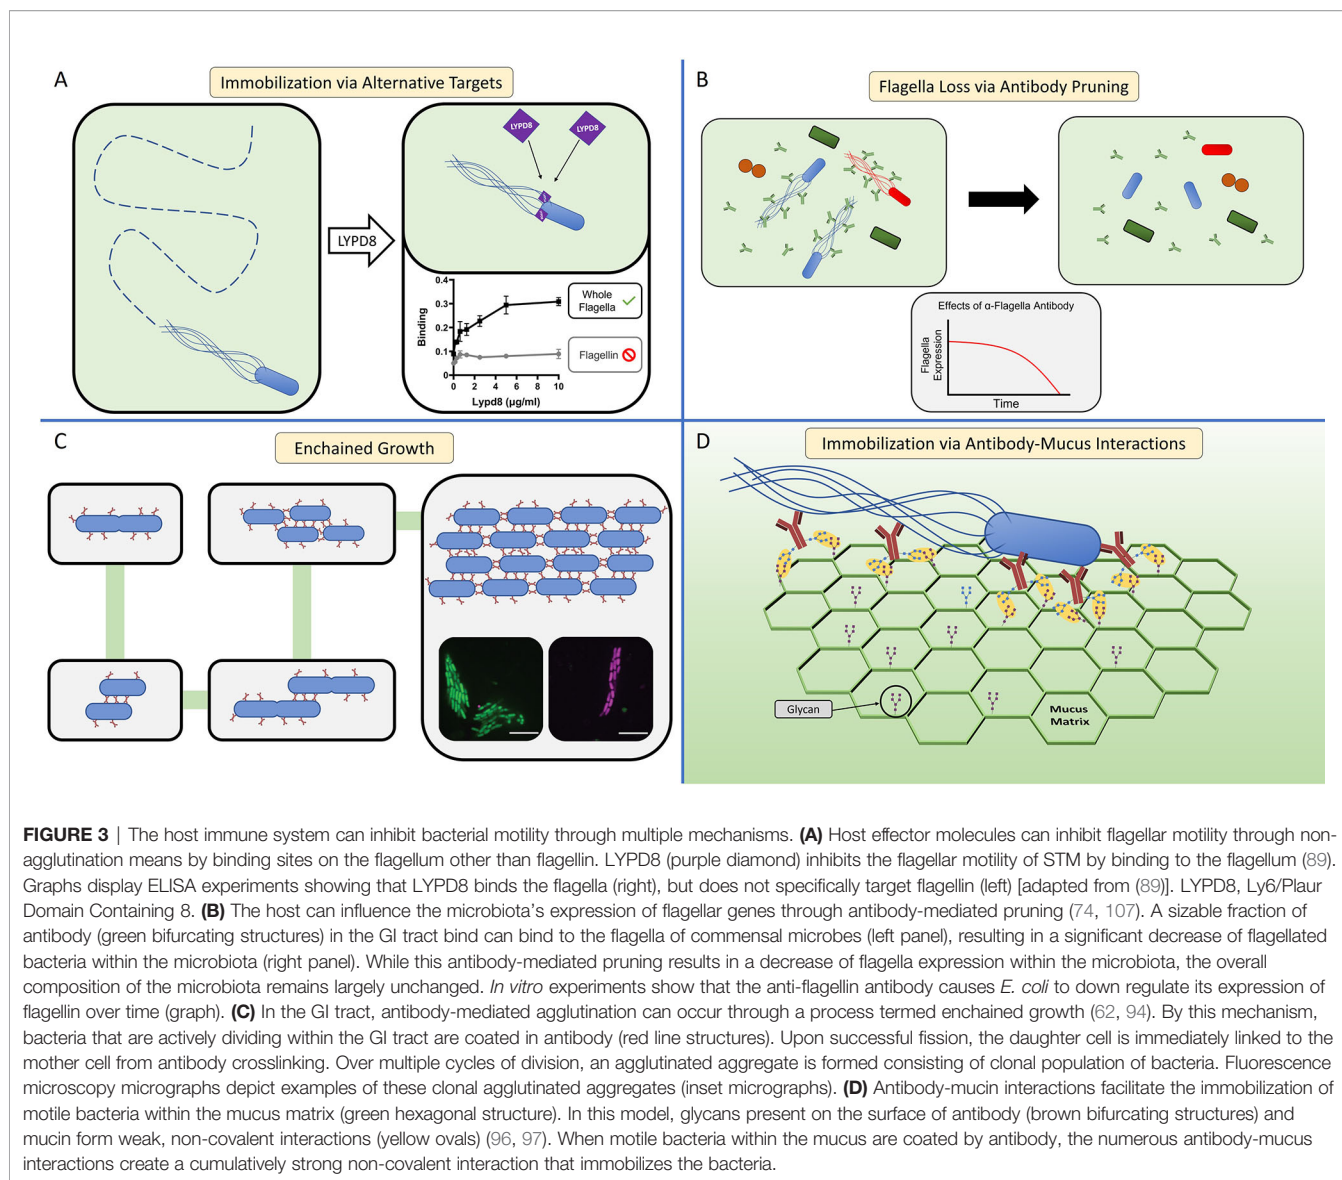 A
Immobilization via Alternative Targets
LYPD8
LYPD8
LYPD8
0.4
0.3
0.2
0.1
0
Binding
0
2
4
6
8
10
Lypd8 (µg/ml)
Whole
Flagella
Flagellin
B
Flagella Loss via Antibody Pruning
Effects of α-Flagella Antibody
Flagella
Expression
Time
C
Enchained Growth
D
Immobilization via Antibody-Mucus Interactions
Glycan
Mucus
Matrix
FIGURE 3 | The host immune system can inhibit bacterial motility through multiple mechanisms. (A) Host effector molecules can inhibit flagellar motility through non-
agglutination means by binding sites on the flagellum other than flagellin. LYPD8 (purple diamond) inhibits the flagellar motility of STM by binding to the flagellum (89).
Graphs display ELISA experiments showing that LYPD8 binds the flagella (right), but does not specifically target flagellin (left) [adapted from (89)]. LYPD8, Ly6/Plaur
Domain Containing 8. (B) The host can influence the microbiota's expression of flagellar genes through antibody-mediated pruning (74, 107). A sizable fraction of
antibody (green bifurcating structures) in the GI tract bind can bind to the flagella of commensal microbes (left panel), resulting in a significant decrease of flagellated
bacteria within the microbiota (right panel). While this antibody-mediated pruning results in a decrease of flagella expression within the microbiota, the overall
composition of the microbiota remains largely unchanged. In vitro experiments show that the anti-flagellin antibody causes E. coli to down regulate its expression of
flagellin over time (graph). (C) In the GI tract, antibody-mediated agglutination can occur through a process termed enchained growth (62, 94). By this mechanism,
bacteria that are actively dividing within the GI tract are coated in antibody (red line structures). Upon successful fission, the daughter cell is immediately linked to the
mother cell from antibody crosslinking. Over multiple cycles of division, an agglutinated aggregate is formed consisting of clonal population of bacteria. Fluorescence
microscopy micrographs depict examples of these clonal agglutinated aggregates (inset micrographs). (D) Antibody-mucin interactions facilitate the immobilization of
motile bacteria within the mucus matrix (green hexagonal structure). In this model, glycans present on the surface of antibody (brown bifurcating structures) and
mucin form weak, non-covalent interactions (yellow ovals) (96, 97). When motile bacteria within the mucus are coated by antibody, the numerous antibody-mucus
interactions create a cumulatively strong non-covalent interaction that immobilizes the bacteria.